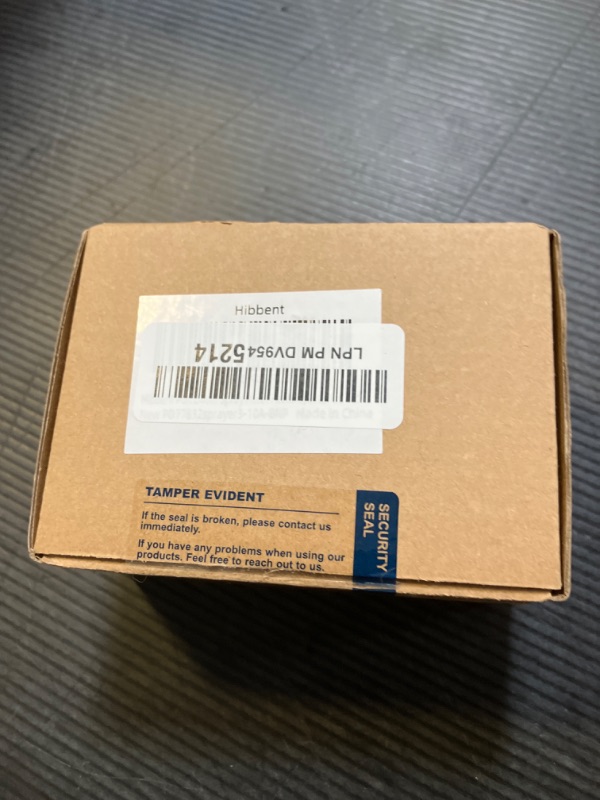 Hibbent
LPN PM DV9545214
Made in China
TAMPER EVIDENT
If the seal is broken, please contact us
immediately.
If you have any problems when using our
products. Feel free to reach out to us.
SECURITY
SEAL